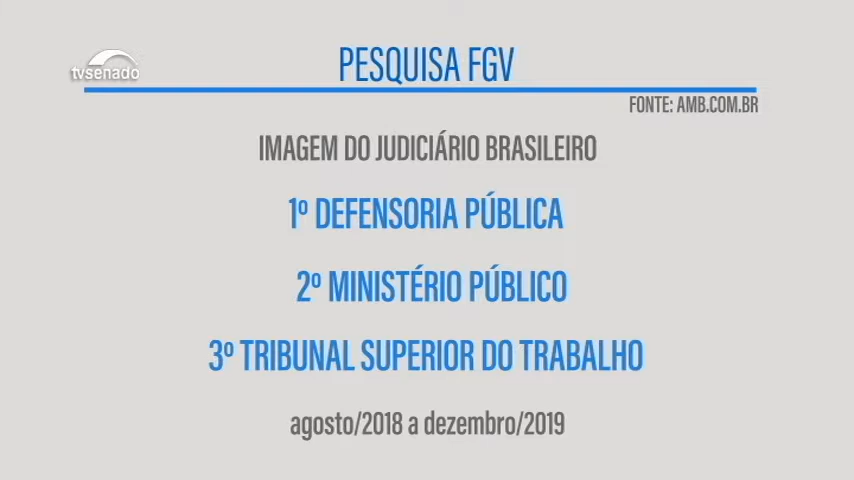 tvsenado
PESQUISA FGV
FONTE: AMB.COM.BR
IMAGEM DO JUDICIÁRIO BRASILEIRO
1º DEFENSORIA PÚBLICA
2º MINISTÉRIO PÚBLICO
3º TRIBUNAL SUPERIOR DO TRABALHO
agosto/2018 a dezembro/2019